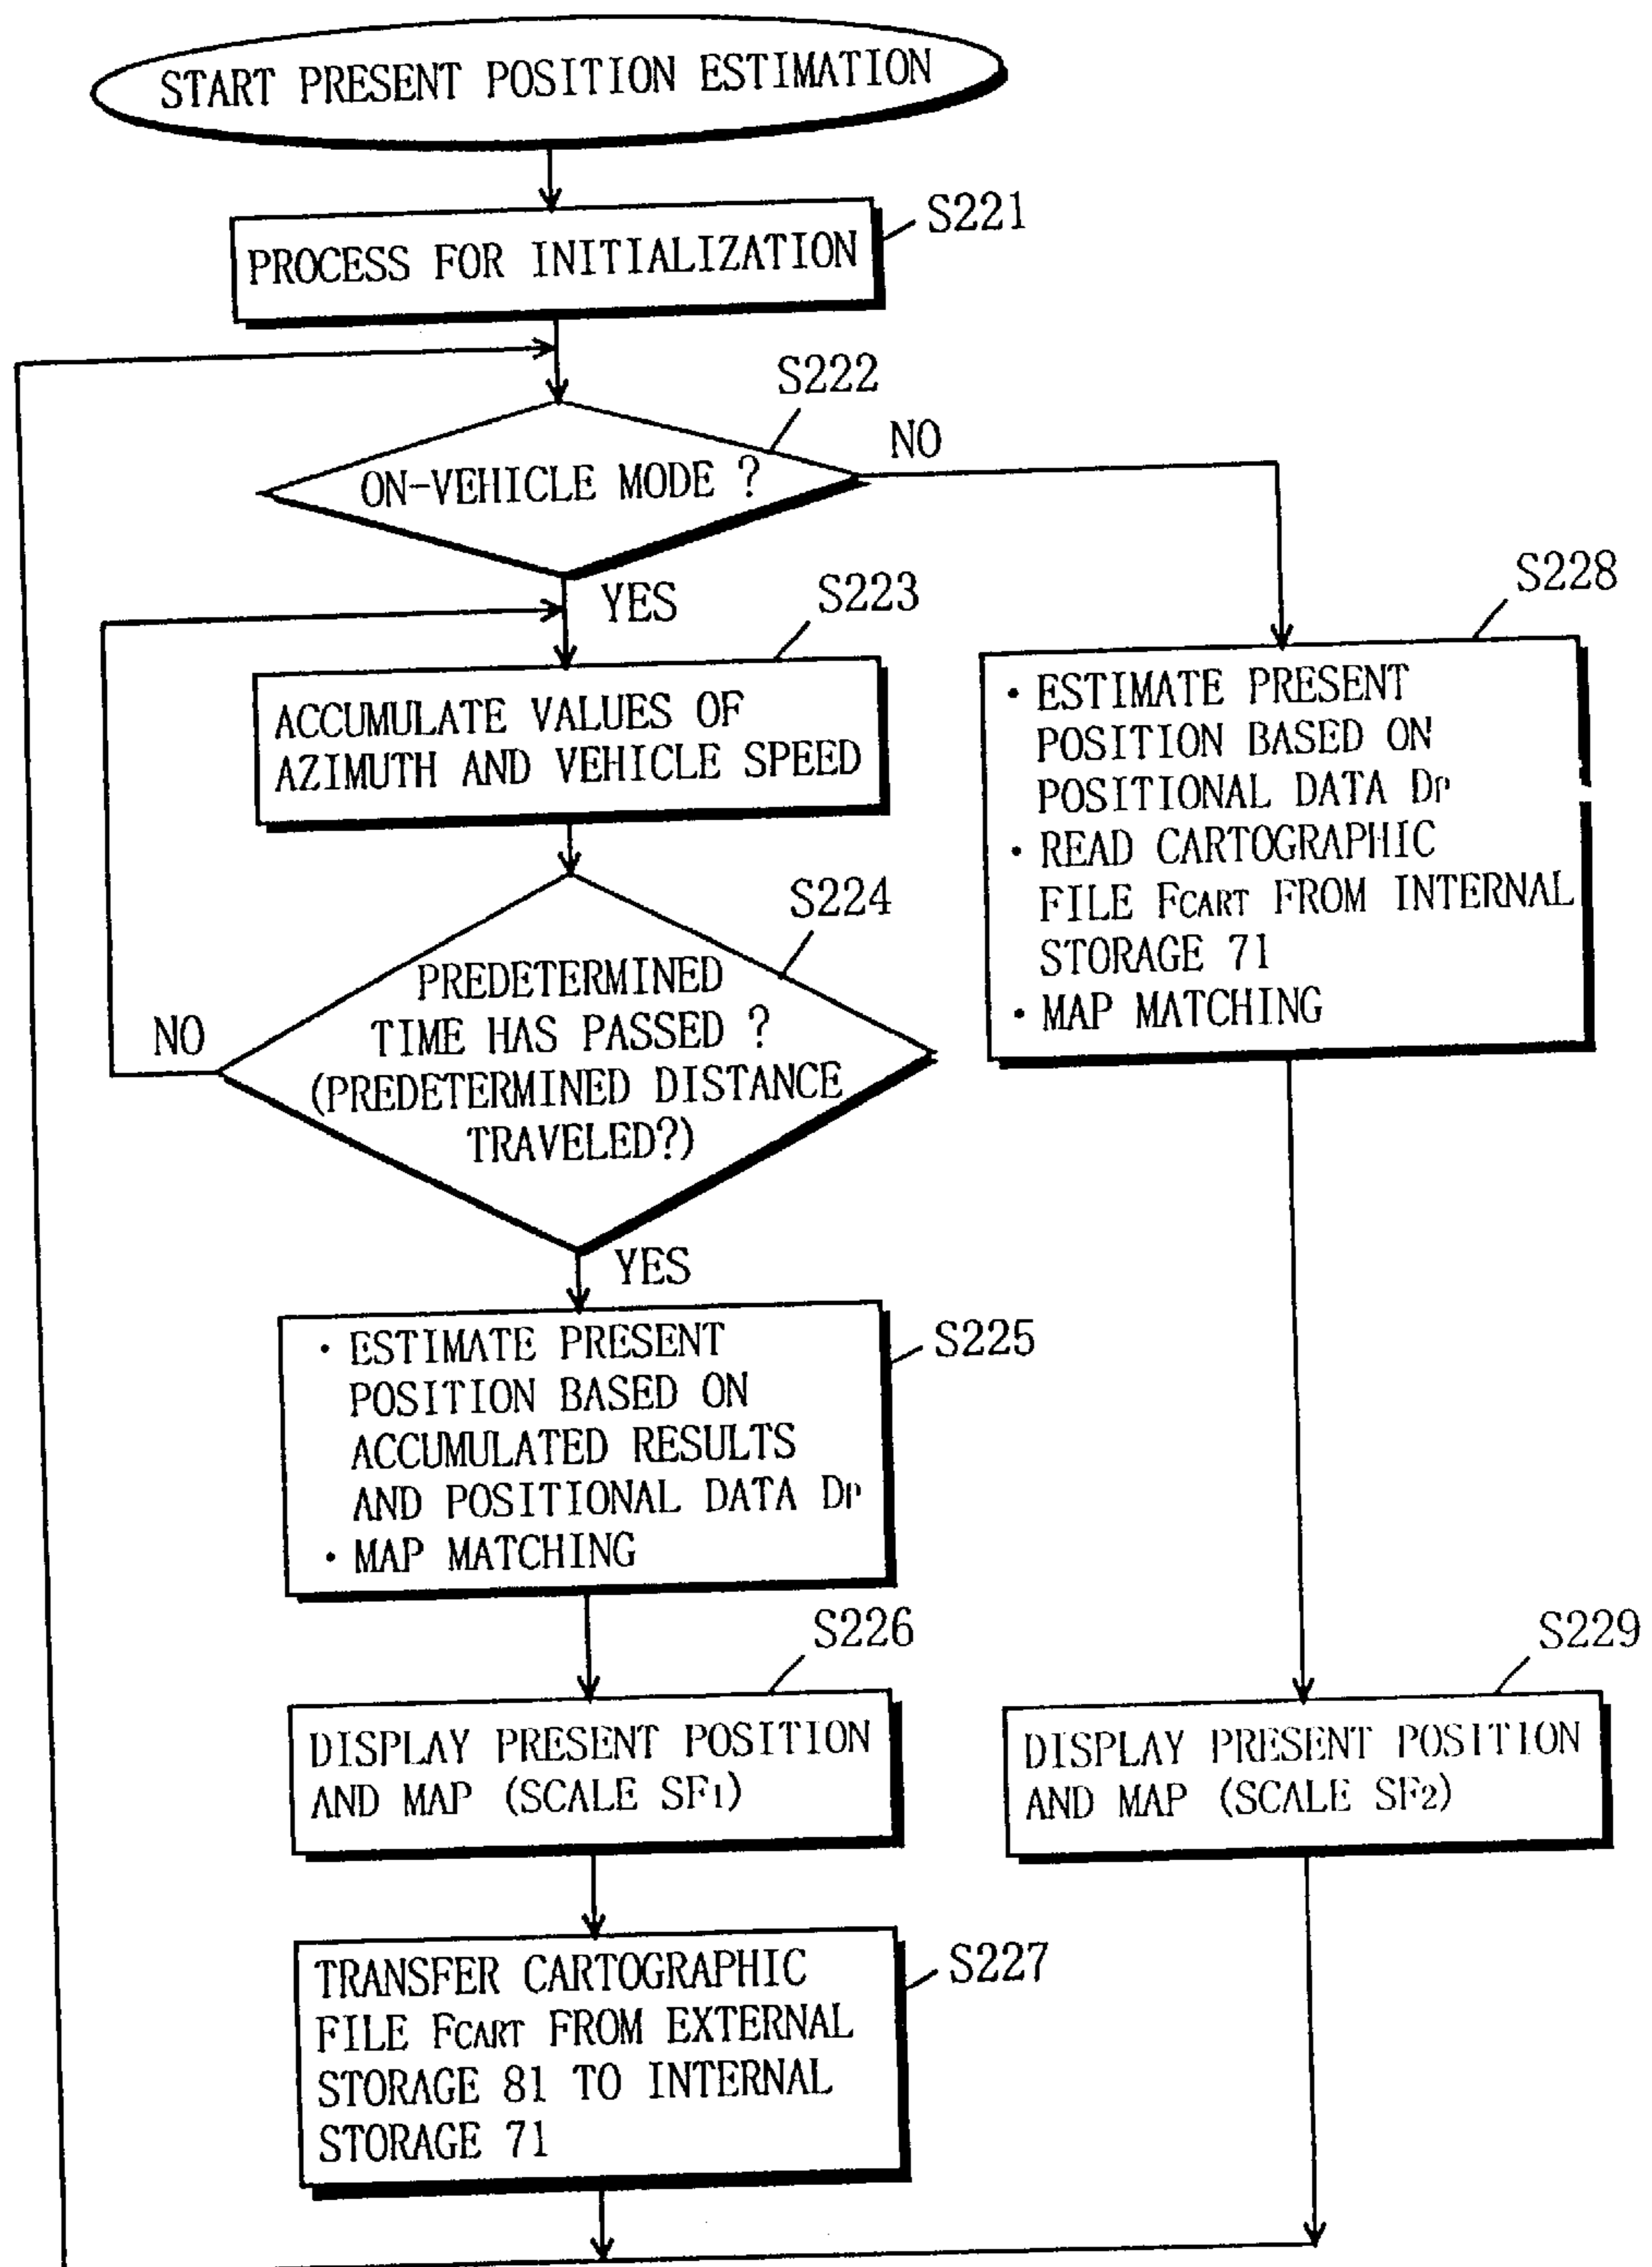 START PRESENT POSITION ESTIMATION
S221
PROCESS FOR INITIALIZATION
S222
NO
ON-VEHICLE MODE ?
YES
S223
ACCUMULATE VALUES OF
AZIMUTH AND VEHICLE SPEED
S224
PREDETERMINED
TIME HAS PASSED ?
(PREDETERMINED DISTANCE
TRAVELED?)
NO
YES
S225
・ESTIMATE PRESENT
POSITION BASED ON
ACCUMULATED RESULTS
AND POSITIONAL DATA DP
・MAP MATCHING
S226
DISPLAY PRESENT POSITION
AND MAP (SCALE SF1)
S227
TRANSFER CARTOGRAPHIC
FILE FCART FROM EXTERNAL
STORAGE 81 TO INTERNAL
STORAGE 71
S228
・ESTIMATE PRESENT
POSITION BASED ON
POSITIONAL DATA DP
・READ CARTOGRAPHIC
FILE FCART FROM INTERNAL
STORAGE 71
・MAP MATCHING
S229
DISPLAY PRESENT POSITION
AND MAP (SCALE SF2)